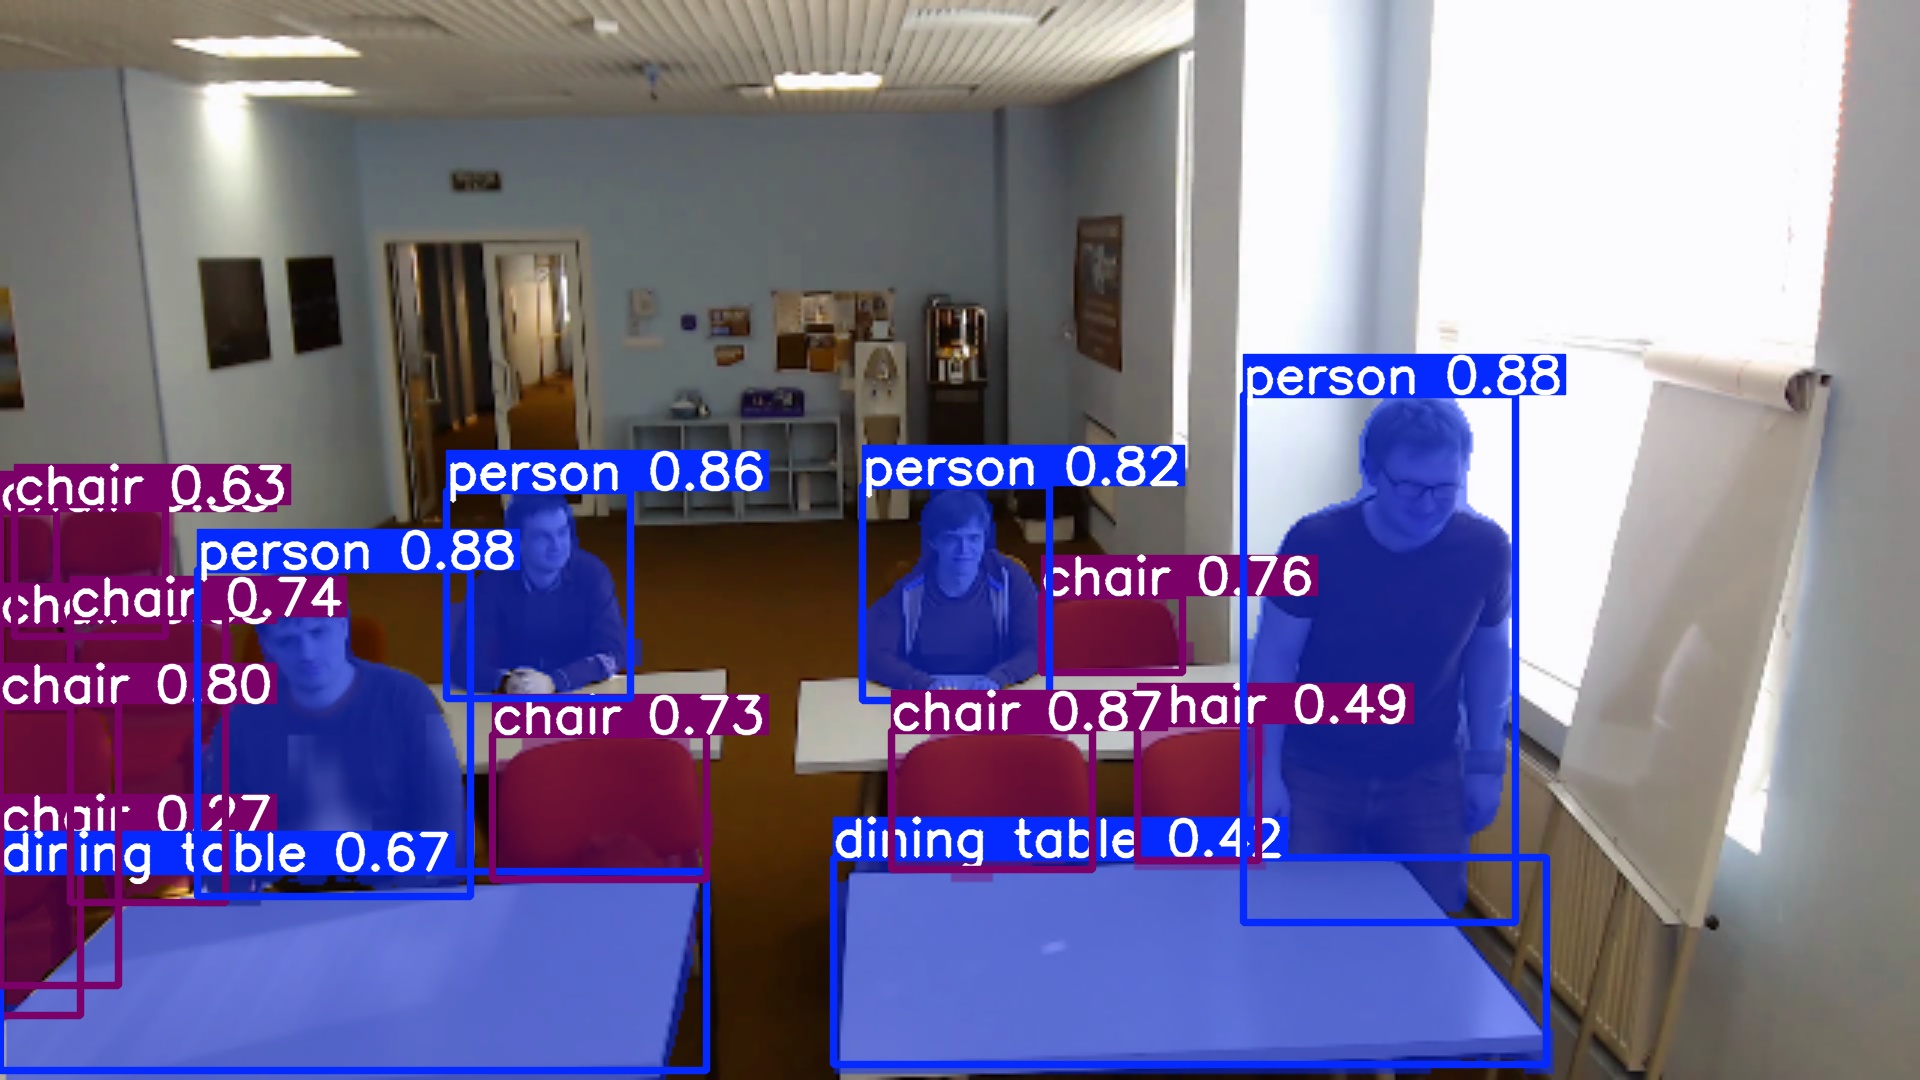 person 0.88
chair 0.63
person 0.86
person 0.82
person 0.88
chair 0.74
chair 0.76
chair 0.80
chair 0.73
chair 0.87
hair 0.49
chair 0.27
dining table 0.67
dining table 0.42